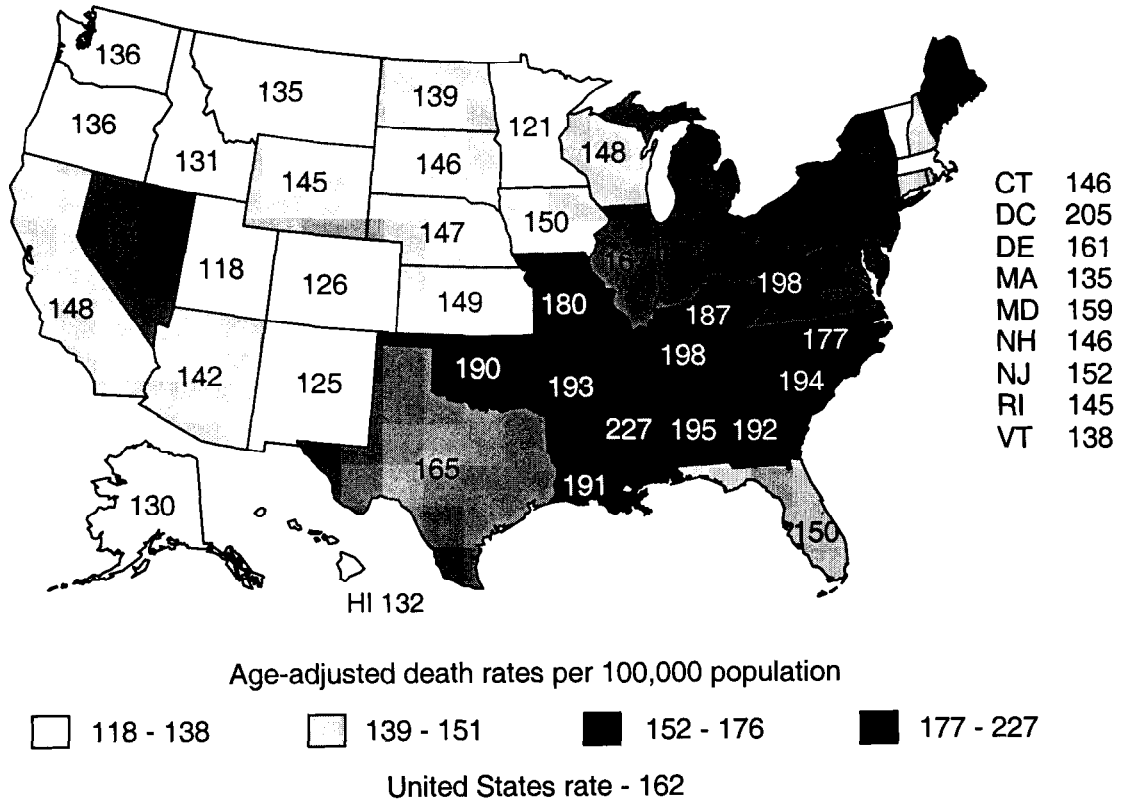 136
135
139
136
121
131
145
146
148
150
147
118
126
148
149
180
198
187
177
198
142
125
190
193
194
227 195 192
165
191
150
130
HI 132
CT 146
DC 205
DE 161
MA 135
MD 159
NH 146
NJ 152
RI 145
VT 138
Age-adjusted death rates per 100,000 population
118 - 138 139 - 151 152 - 176 177 - 227
United States rate - 162